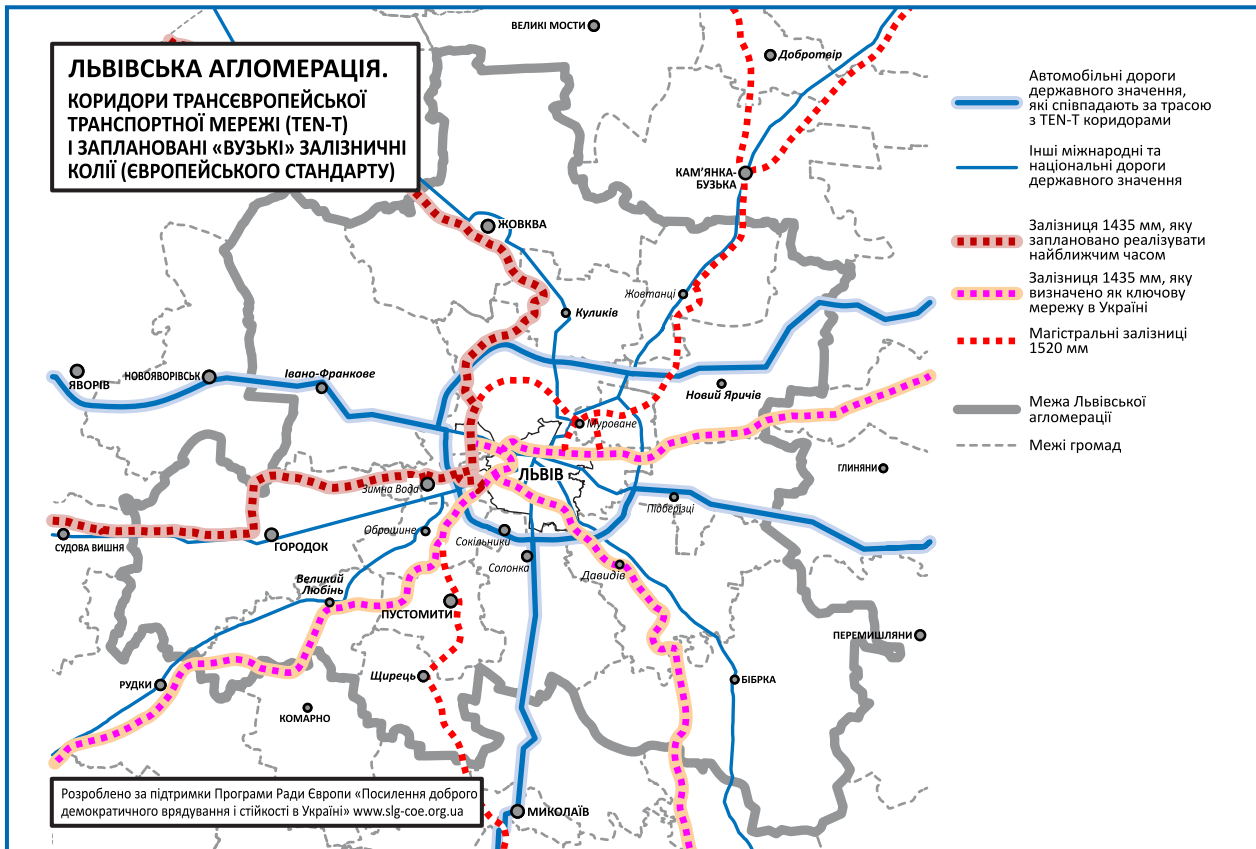 ЛЬВІВСЬКА АГЛОМЕРАЦІЯ.
КОРИДОРИ ТРАНСЄВРОПЕЙСЬКОЇ
ТРАНСПОРТНОЇ МЕРЕЖІ (TEN-T)
І ЗАПЛАНОВАНІ «ВУЗЬКІ» ЗАЛІЗНИЧНІ
КОЛІЇ (ЄВРОПЕЙСЬКОГО СТАНДАРТУ)
ВЕЛИКІ МОСТИ
Добротвір
КАМ’ЯНКА-
БУЗЬКА
ЖОВКВА
Жовтанці
Куликів
ЯВОРІВ
НОВОЯВОРІВСЬК
Івано-Франкове
Новий Яричів
Муроване
ГЛИНЯНИ
ЛЬВІВ
Зимна Вода
Підберізці
СУДОВА ВИШНЯ
ГОРОДОК
Оброшине
Сокільники
Солонка
Давидів
Великий
Любінь
ПУСТОМИТИ
ПЕРЕМИШЛЯНИ
РУДКИ
Щирець
БІБРКА
КОМАРНО
МИКОЛАЇВ
Розроблено за підтримки Програми Ради Європи «Посилення доброго
демократичного врядування і стійкості в Україні» www.slg-coe.org.ua
Автомобільні дороги
державного значення,
які співпадають за трасою
з TEN-T коридорами
Інші міжнародні та
національні дороги
державного значення
Залізниця 1435 мм, яку
заплановано реалізувати
найближчим часом
Залізниця 1435 мм, яку
визначено як ключову
мережу в Україні
Магістральні залізниці
1520 мм
Межа Львівської
агломерації
Межі громад